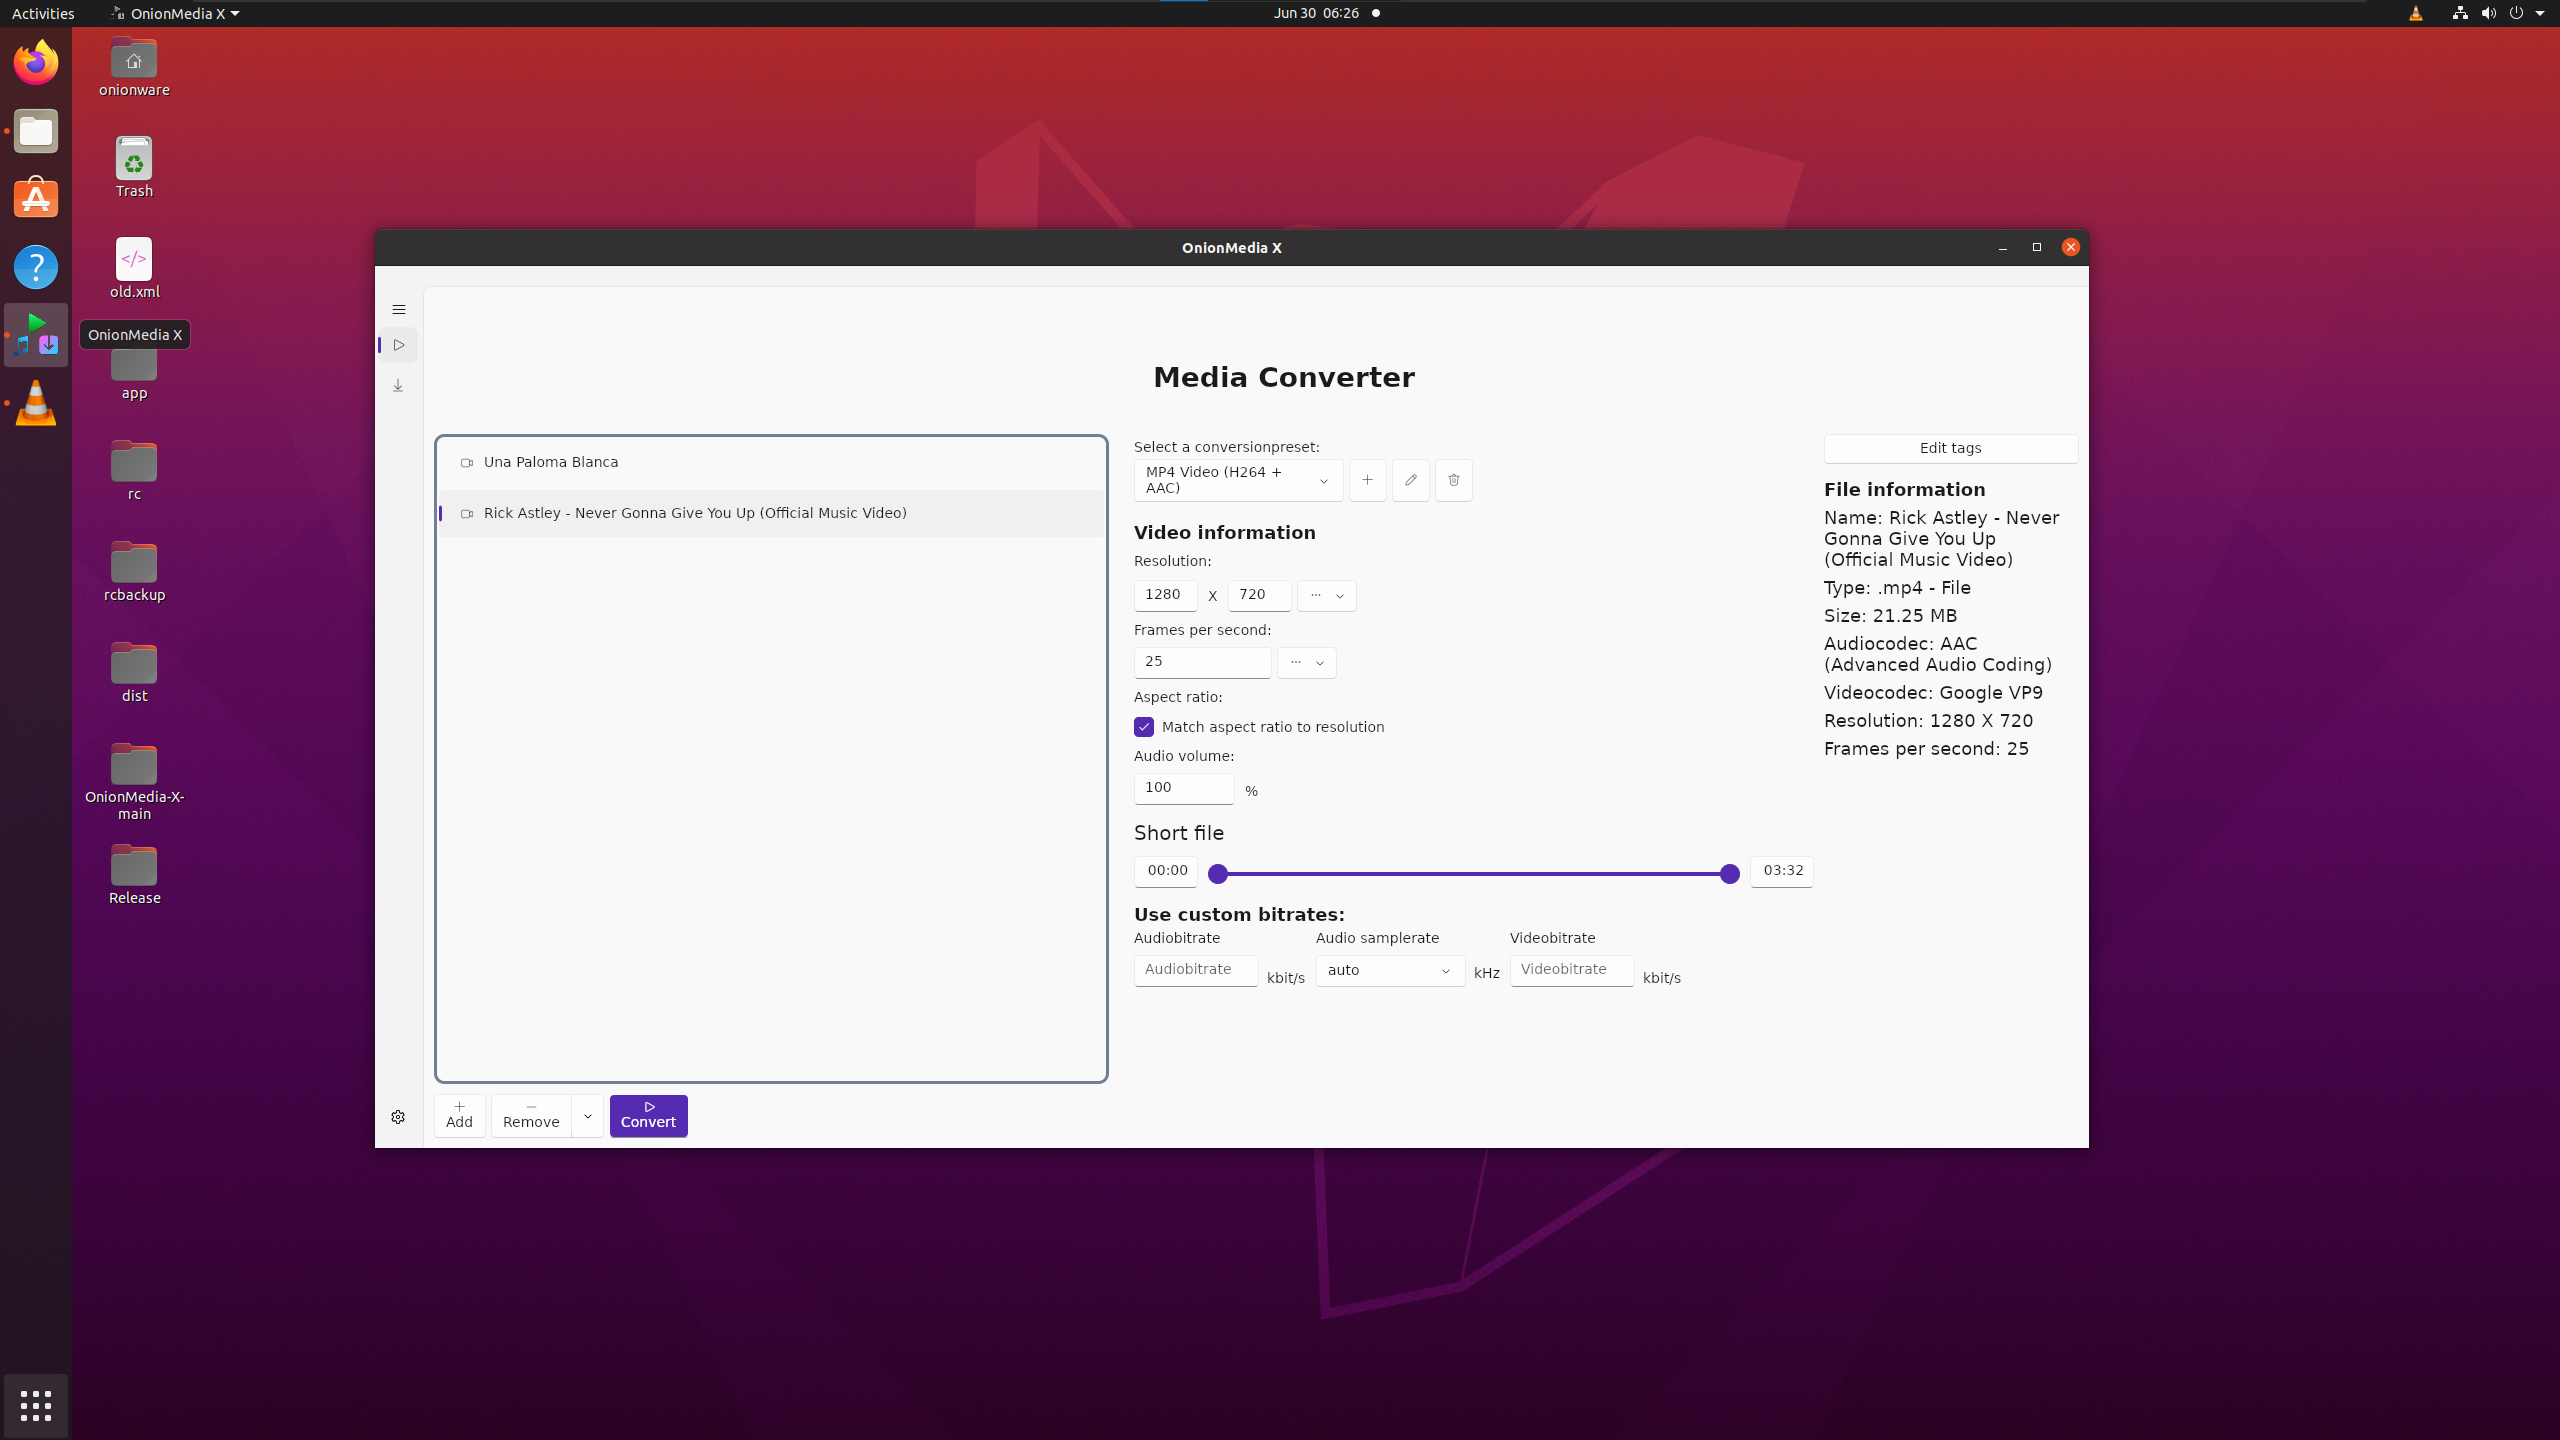 Activities
OnionMedia X
Jun 30 06:26
onionware
Trash
old.xml
OnionMedia X
app
rc
rcbackup
dist
OnionMedia-X-
main
Release
OnionMedia X
Media Converter
Una Paloma Blanca
Rick Astley - Never Gonna Give You Up (Official Music Video)
Add
Remove
Convert
Select a conversionpreset:
MP4 Video (H264 +
AAC)
Video information
Resolution:
1280 X 720 ...
Frames per second:
25 ...
Aspect ratio:
Match aspect ratio to resolution
Audio volume:
100 %
Short file
00:00 03:32
Use custom bitrates:
Audiobitrate Audio samplerate Videobitrate
Audiobitrate kbit/s auto kHz Videobitrate kbit/s
Edit tags
File information
Name: Rick Astley - Never
Gonna Give You Up
(Official Music Video)
Type: .mp4 - File
Size: 21.25 MB
Audiocodec: AAC
(Advanced Audio Coding)
Videocodec: Google VP9
Resolution: 1280 X 720
Frames per second: 25